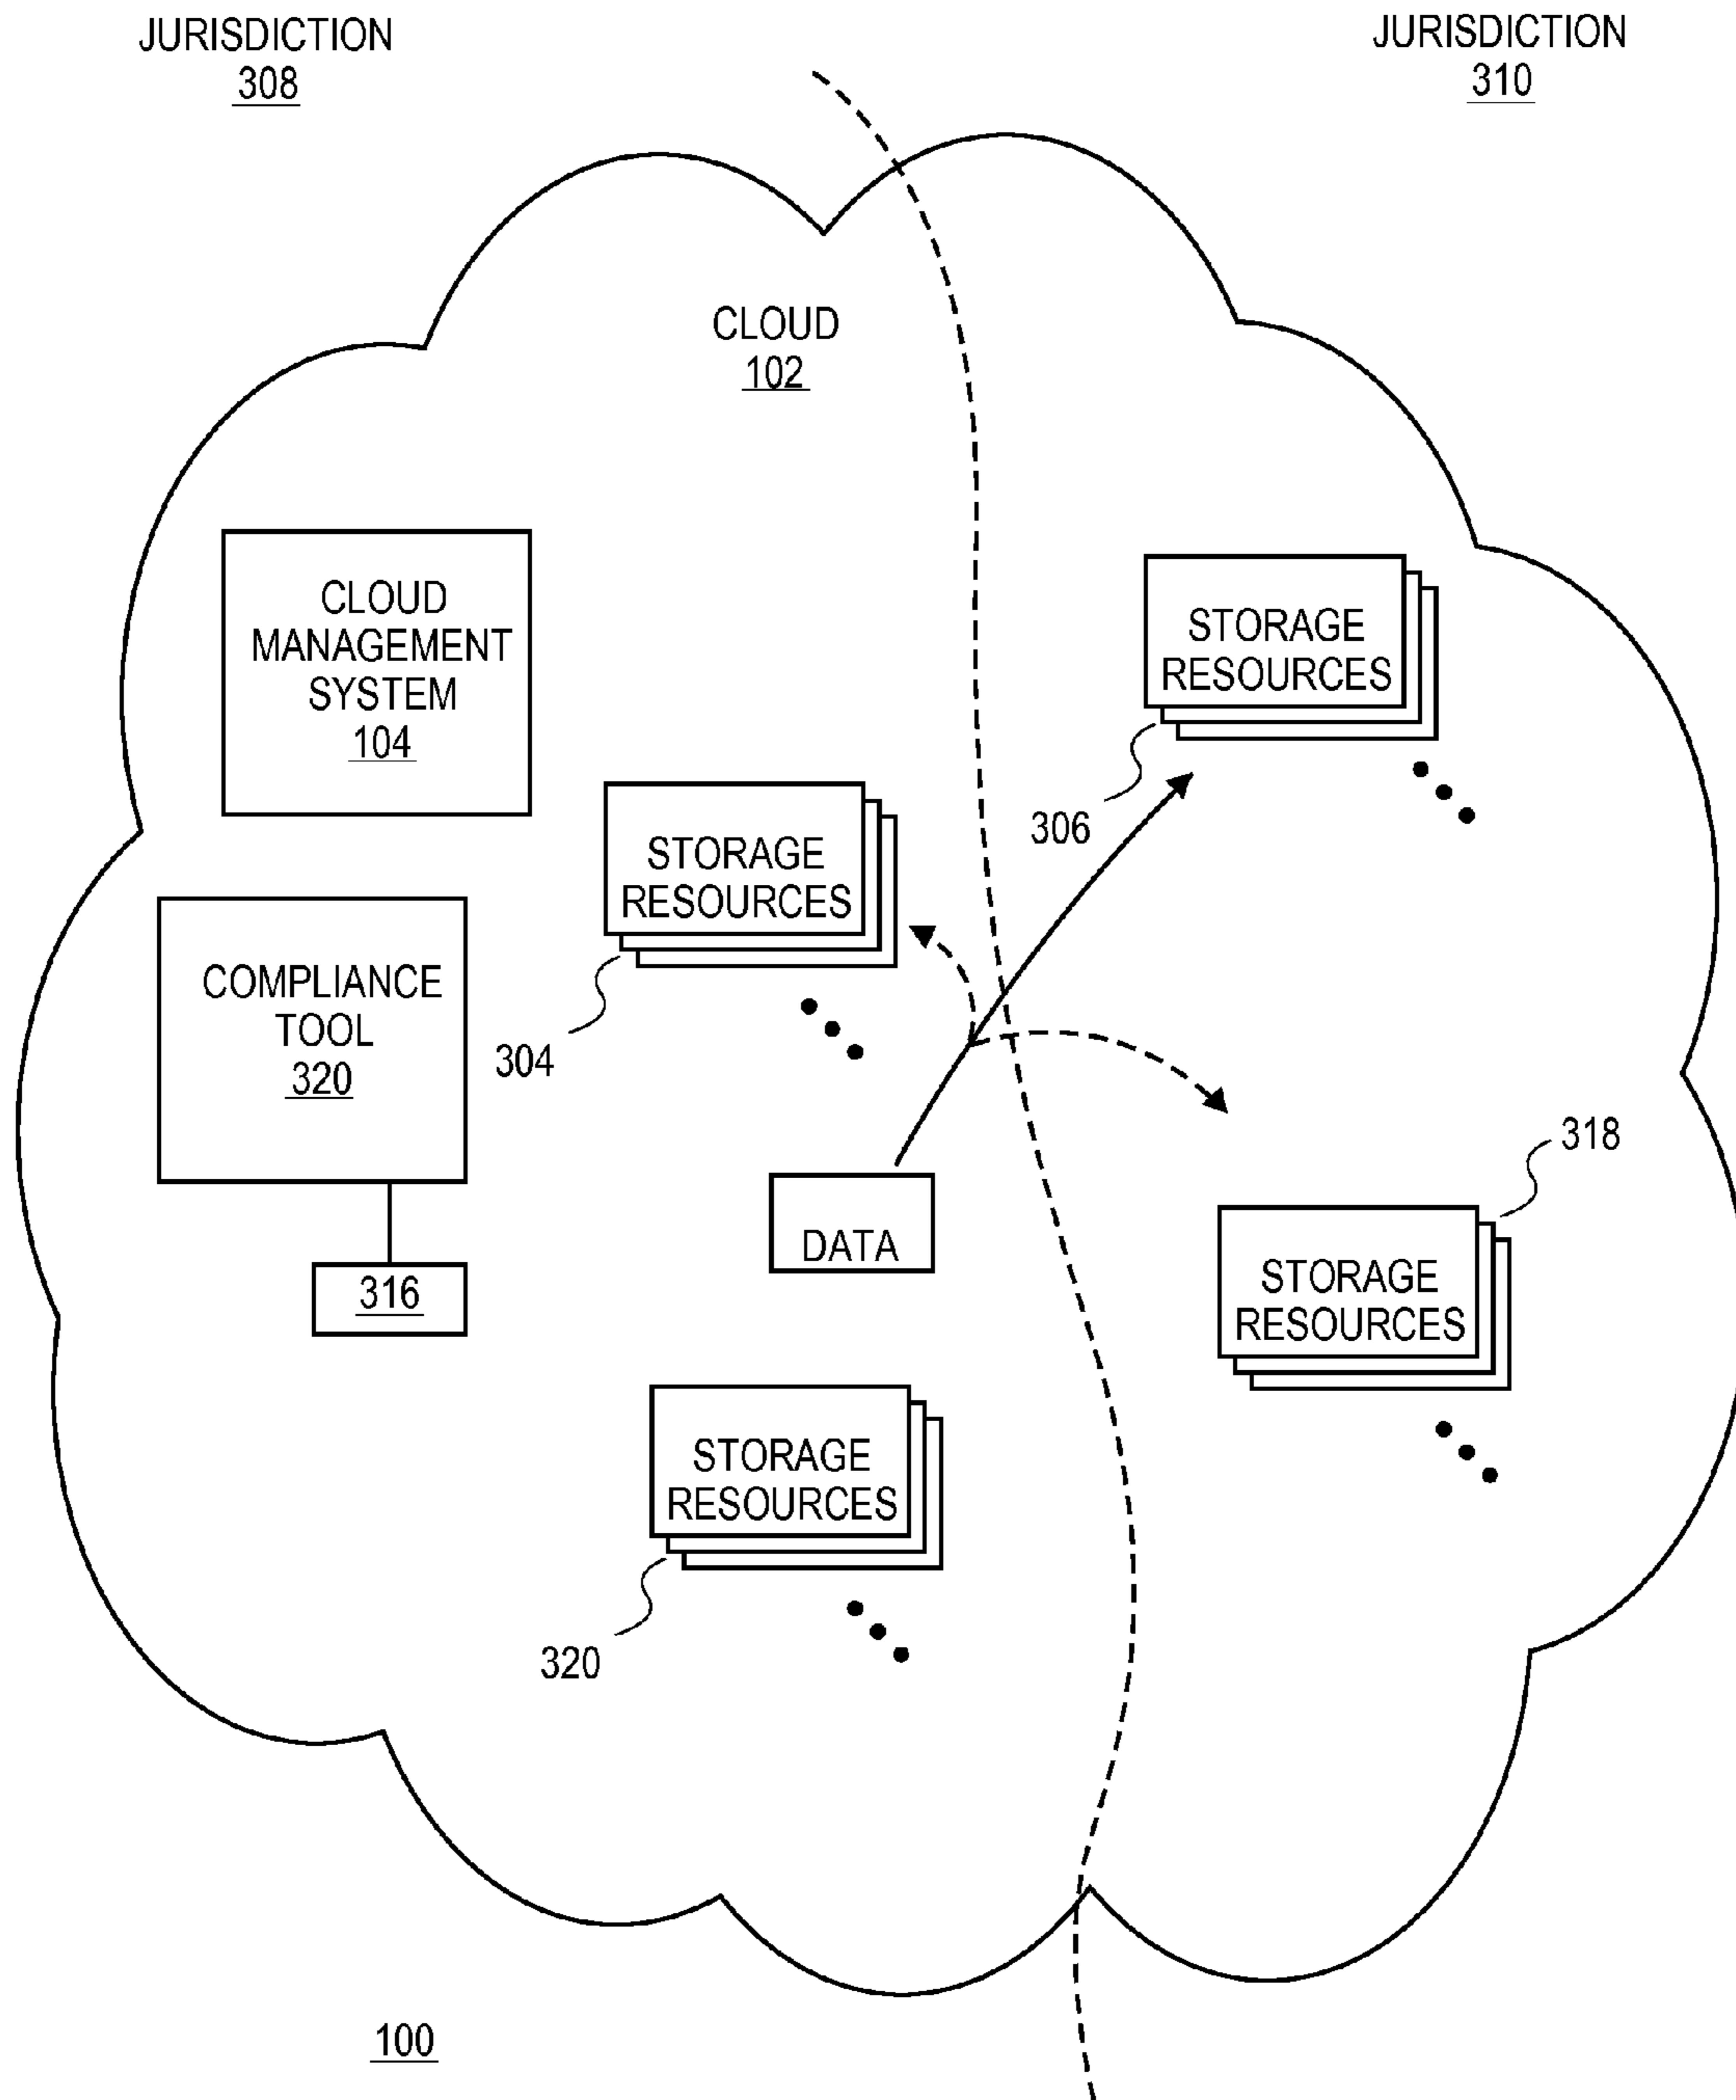 JURISDICTION
308
JURISDICTION
310
CLOUD
102
CLOUD
MANAGEMENT
SYSTEM
104
STORAGE
RESOURCES
306
STORAGE
RESOURCES
304
COMPLIANCE
TOOL
320
316
DATA
318
STORAGE
RESOURCES
STORAGE
RESOURCES
320
100